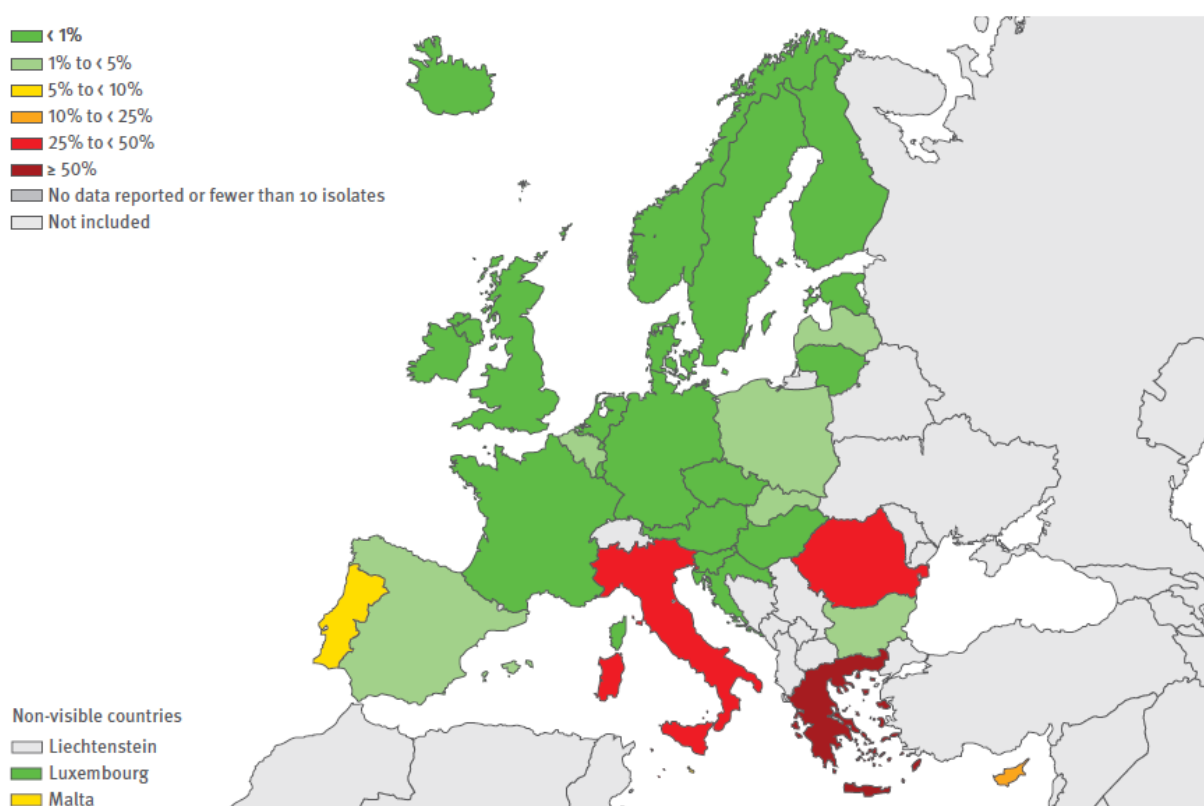 < 1%
1% to < 5%
5% to < 10%
10% to < 25%
25% to < 50%
≥ 50%
No data reported or fewer than 10 isolates
Not included
Non-visible countries
Liechtenstein
Luxembourg
Malta